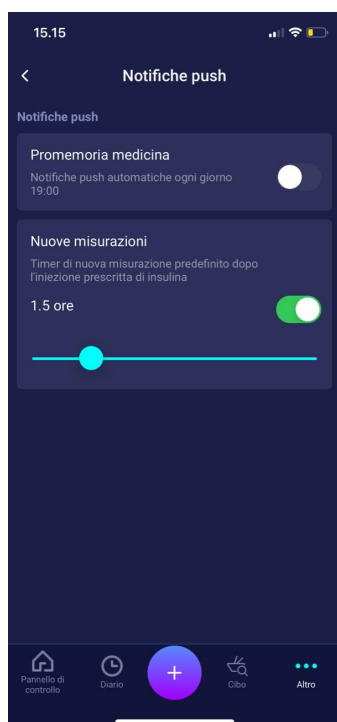 15.15
Notifiche push
Notifiche push
Promemoria medicina
Notifiche push automatiche ogni giorno
19:00
Nuove misurazioni
Timer di nuova misurazione predefinito dopo
l'iniezione prescritta di insulina
1.5 ore
Pannello di
controllo
Diario
Cibo
Altro